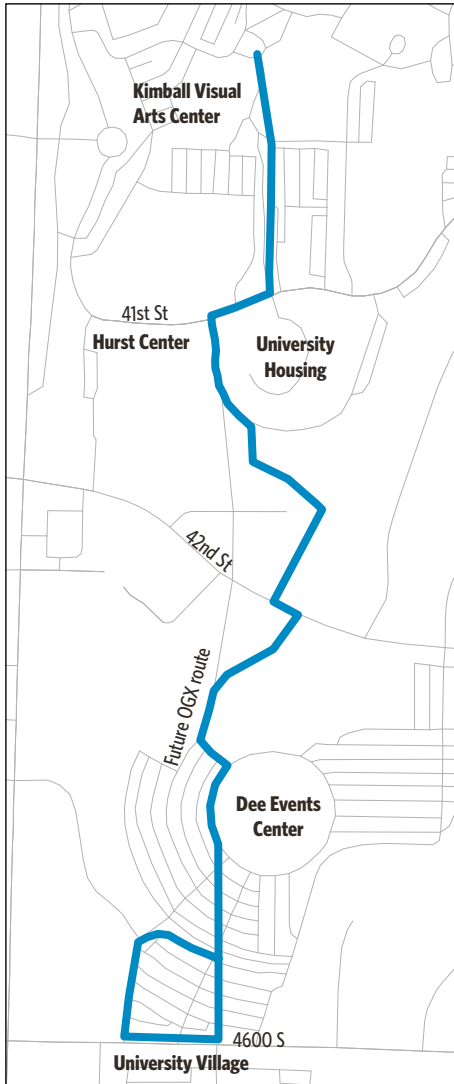 Kimball Visual
Arts Center
41st St
Hurst Center
University
Housing
42nd St
Future OGX route
Dee Events
Center
4600 S
University Village